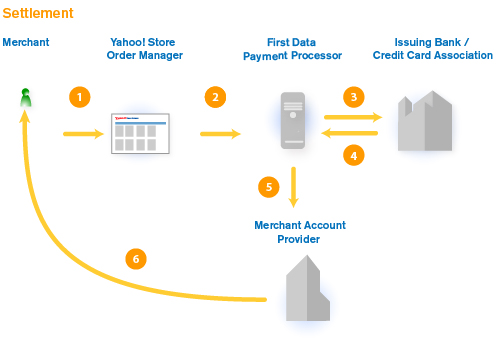 Settlement
Merchant
Yahoo! Store
Order Manager
First Data
Payment Processor
Issuing Bank /
Credit Card Association
1
2
3
4
5
6
Merchant Account
Provider